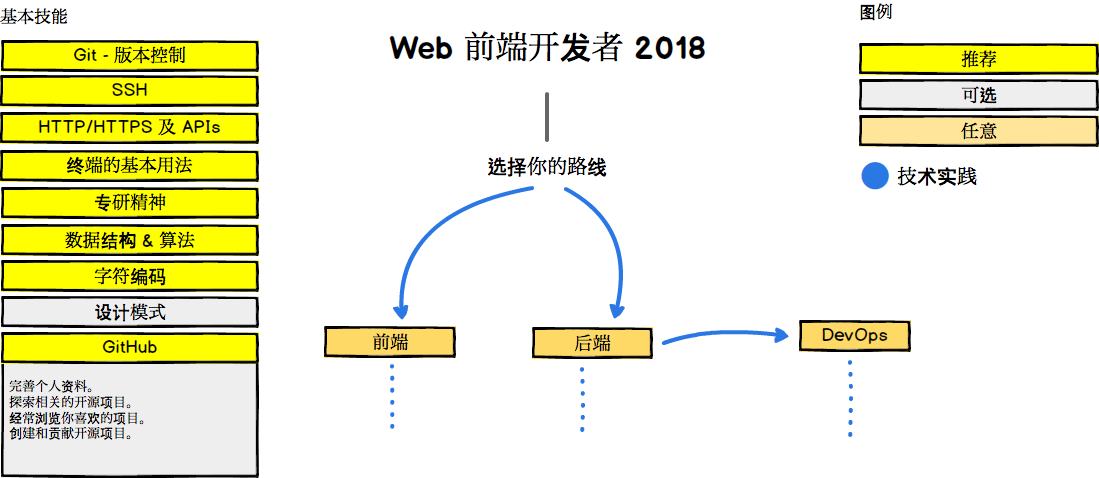 基本技能
Git - 版本控制
SSH
HTTP/HTTPS 及 APIs
终端的基本用法
专研精神
数据结构 & 算法
字符编码
设计模式
GitHub
完善个人资料。
探索相关的开源项目。
经常浏览你喜欢的项目。
创建和贡献开源项目。
Web 前端开发者 2018
选择你的路线
前端
后端
DevOps
图例
推荐
可选
任意
技术实践